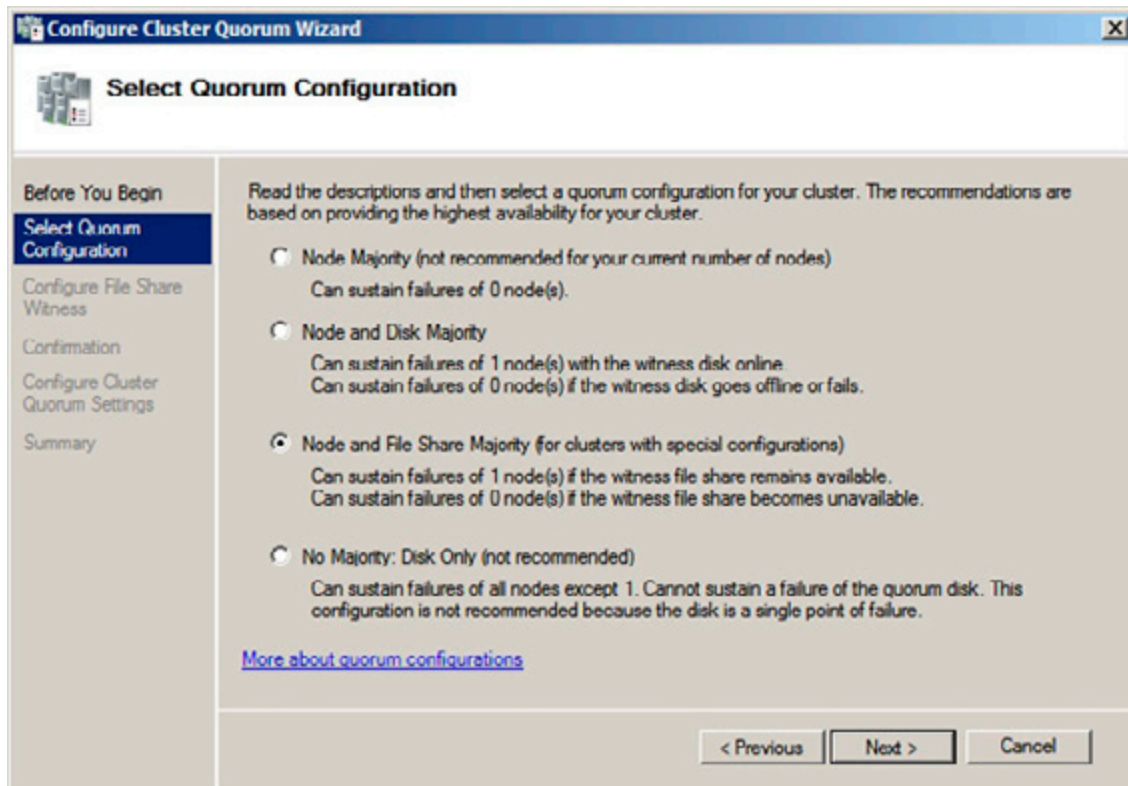 Configure Cluster Quorum Wizard
Select Quorum Configuration
Before You Begin
Select Quorum
Configuration
Configure File Share
Witness
Confirmation
Configure Cluster
Quorum Settings
Summary
Read the descriptions and then select a quorum configuration for your cluster. The recommendations are
based on providing the highest availability for your cluster.
Node Majority (not recommended for your current number of nodes)
Can sustain failures of 0 node(s).
Node and Disk Majority
Can sustain failures of 1 node(s) with the witness disk online.
Can sustain failures of 0 node(s) if the witness disk goes offline or fails.
Node and File Share Majority (for clusters with special configurations)
Can sustain failures of 1 node(s) if the witness file share remains available.
Can sustain failures of 0 node(s) if the witness file share becomes unavailable.
No Majority: Disk Only (not recommended)
Can sustain failures of all nodes except 1. Cannot sustain a failure of the quorum disk. This
configuration is not recommended because the disk is a single point of failure.
More about quorum configurations
< Previous
Next >
Cancel